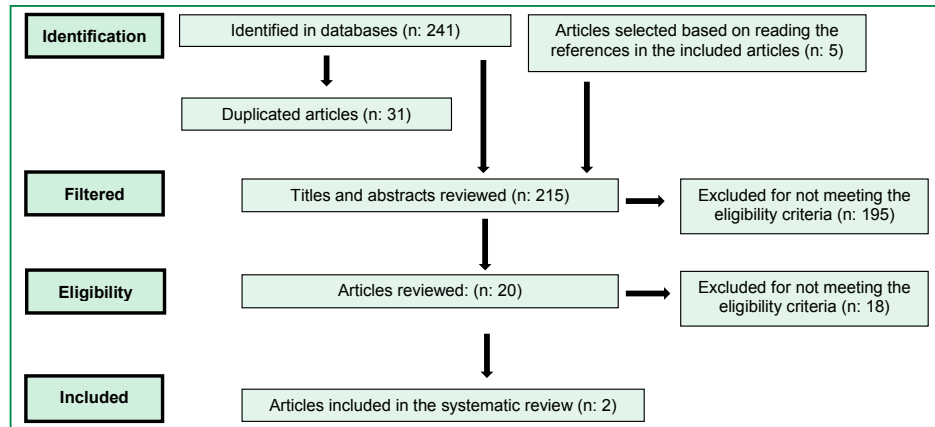 Identification
Identified in databases (n: 241)
Articles selected based on reading the
references in the included articles (n: 5)
Duplicated articles (n: 31)
Filtered
Titles and abstracts reviewed (n: 215)
Excluded for not meeting the
eligibility criteria (n: 195)
Eligibility
Articles reviewed: (n: 20)
Excluded for not meeting the
eligibility criteria (n: 18)
Included
Articles included in the systematic review (n: 2)